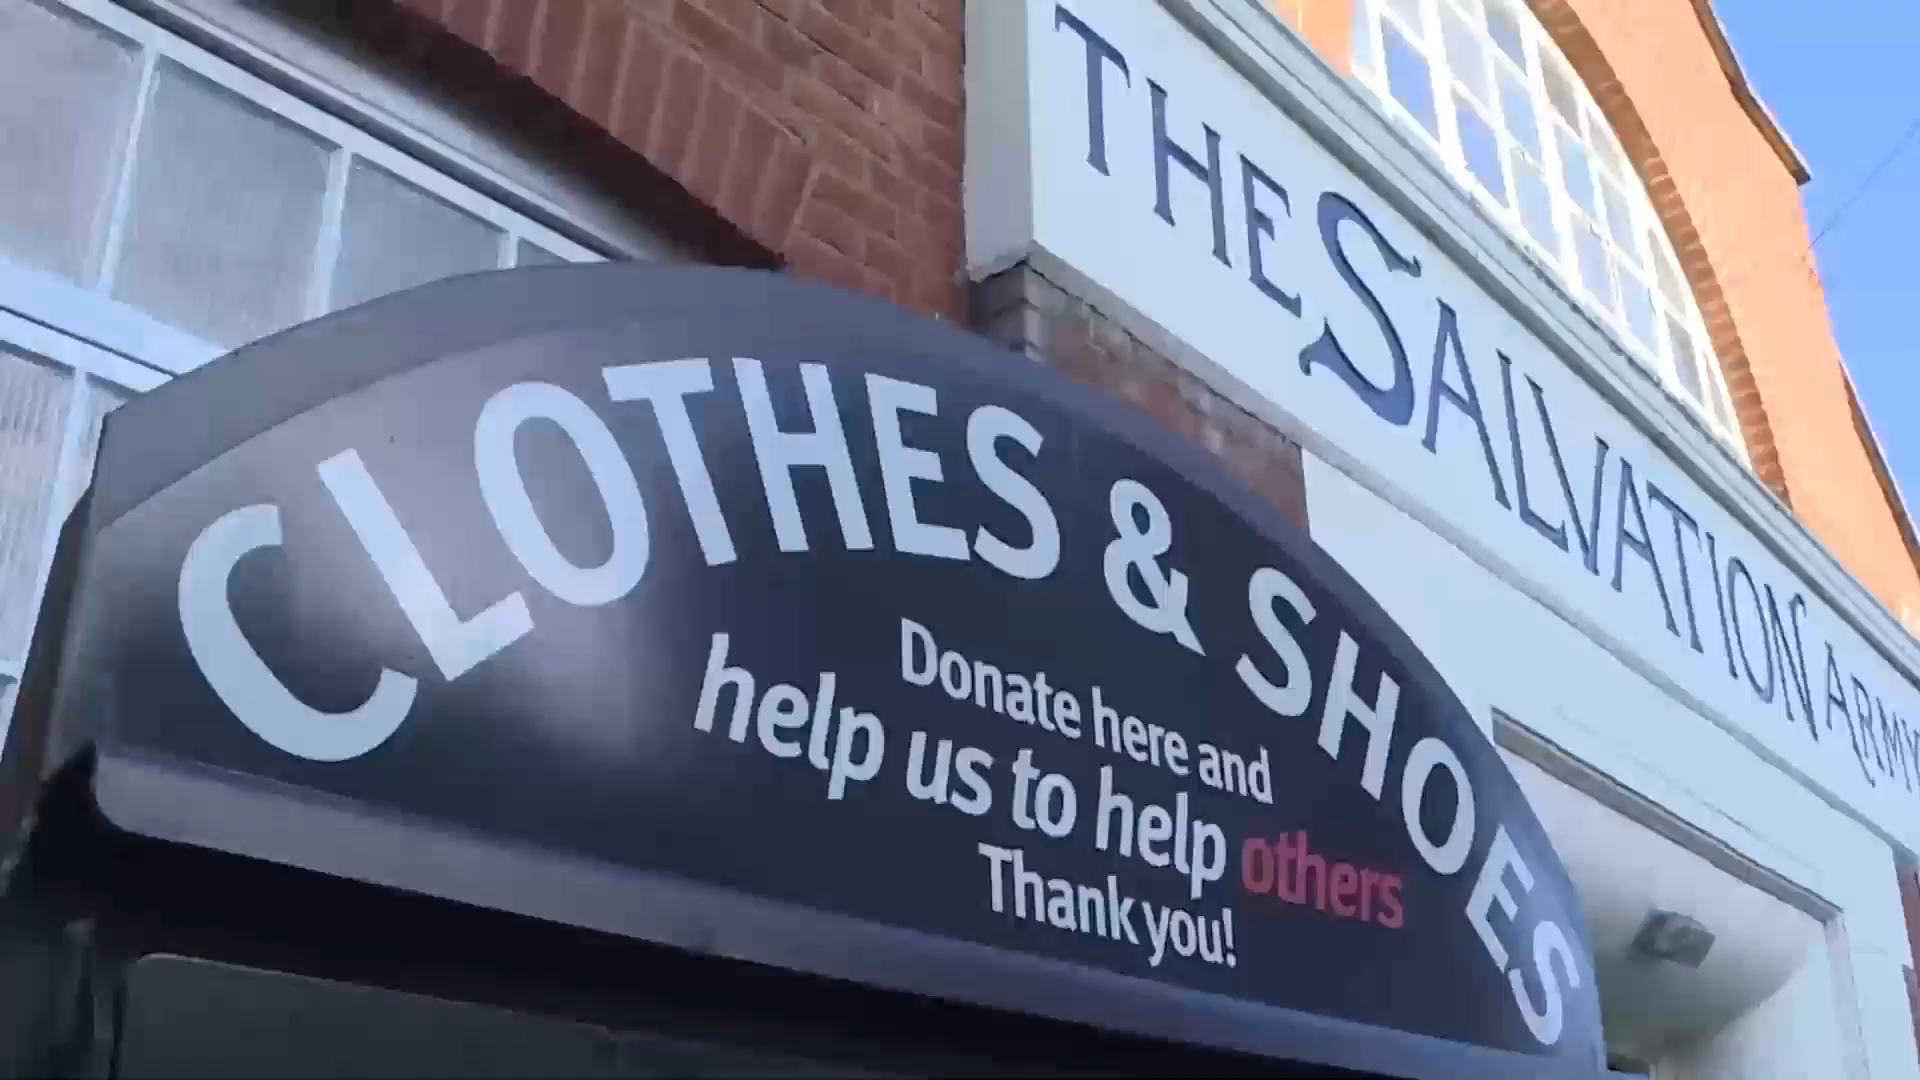 THE SALVATION ARMY
CLOTHES & SHOES
Donate here and
help us to help others
Thank you!